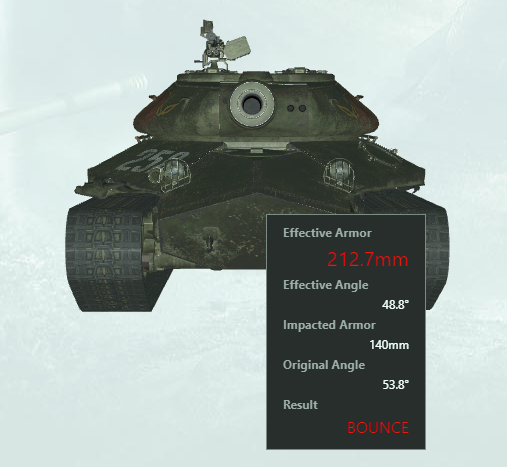 Effective Armor
212.7mm
Effective Angle
48.8°
Impacted Armor
140mm
Original Angle
53.8°
Result
BOUNCE